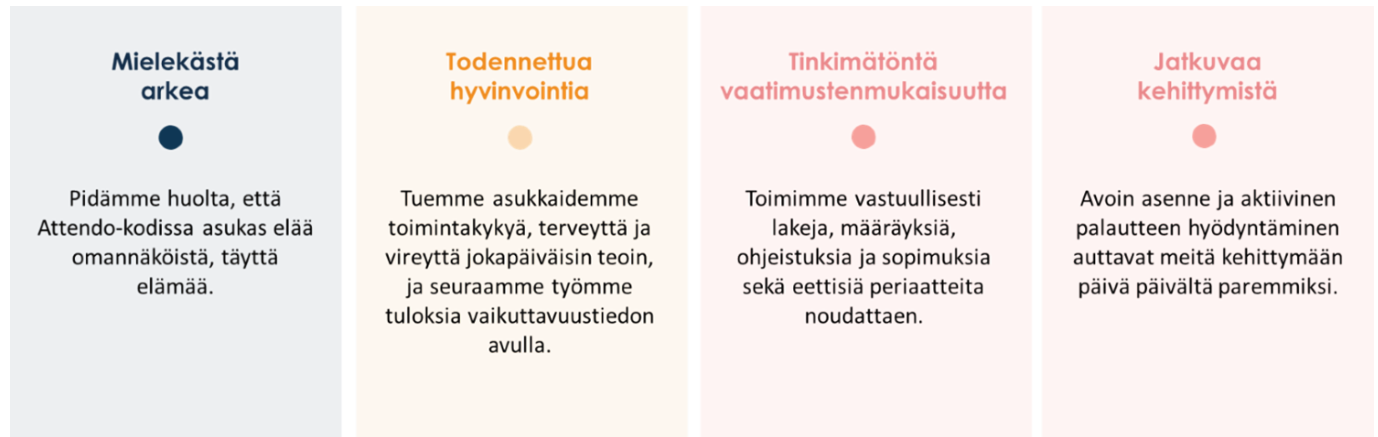 Mielekästä
arkea
Pidämme huolta, että
Attendo-kodissa asukas elää
omannäköistä, täyttä
elämää.
Todennettua
hyvinvointia
Tuemme asukkaidemme
toimintakykyä, terveyttä ja
vireyttä jokapäiväisin teoin,
ja seuraamme työmme
tuloksia vaikuttavuustiedon
avulla.
Tinkimätöntä
vaatimustenmukaisuutta
Toimimme vastuullisesti
lakeja, määräyksiä,
ohjeistuksia ja sopimuksia
sekä eettisiä periaatteita
noudattaen.
Jatkuvaa
kehittymistä
Avoin asenne ja aktiivinen
palautteen hyödyntäminen
auttavat meitä kehittymään
päivä päivältä paremmiksi.